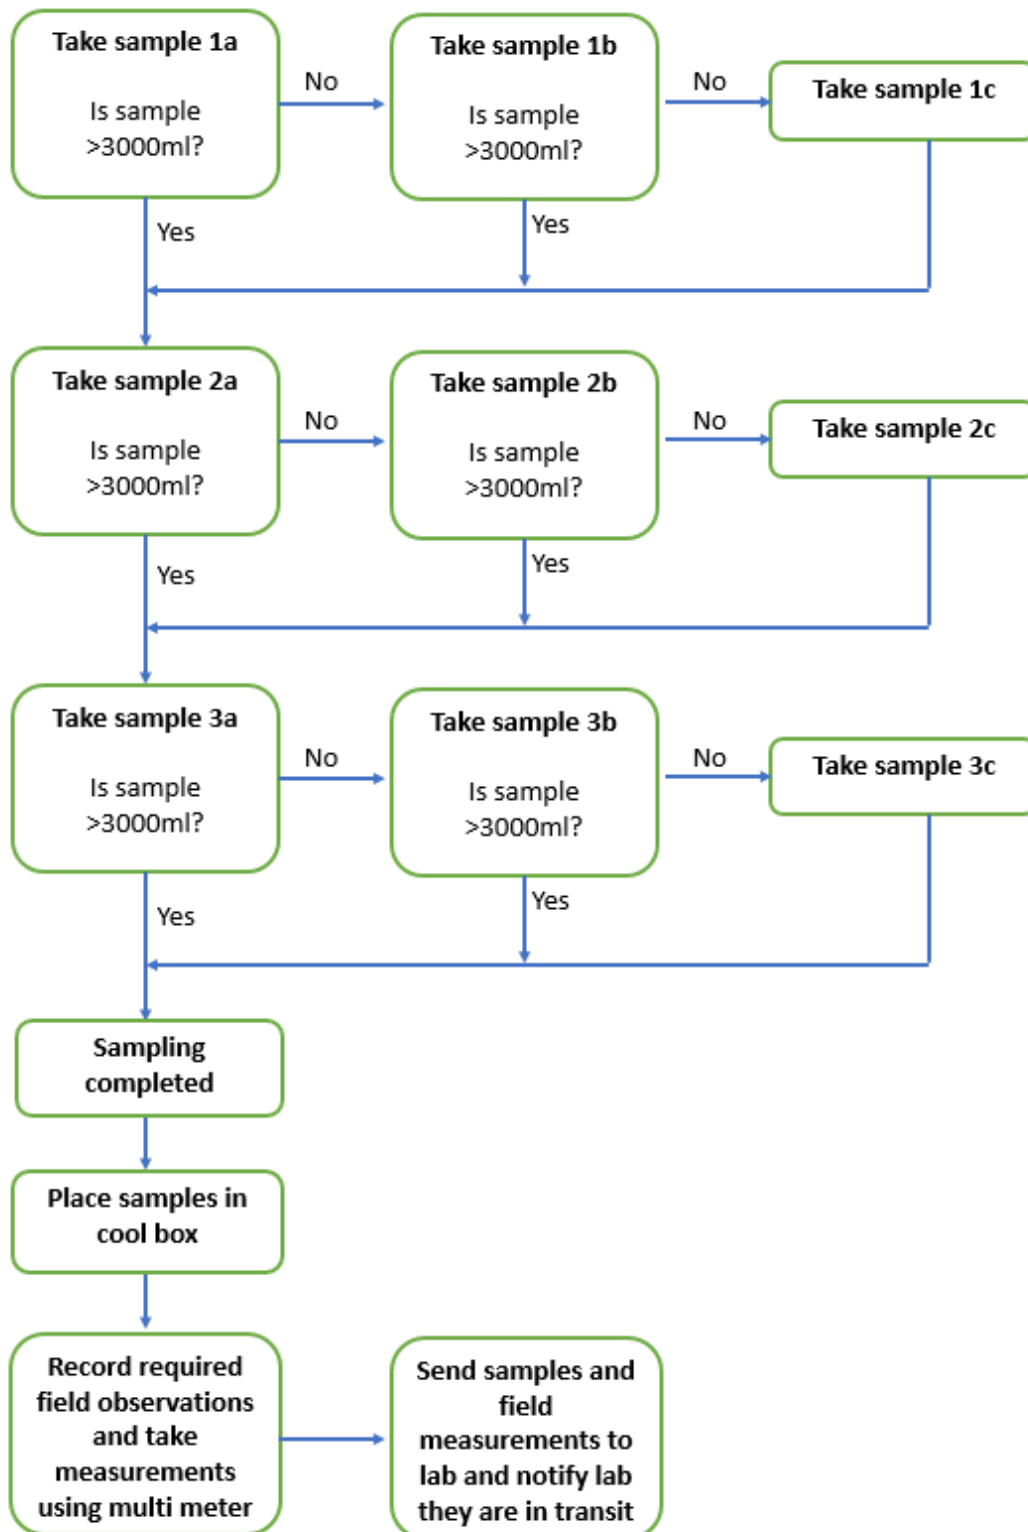 Take sample 1a
Is sample
>3000ml?
No
Take sample 1b
Is sample
>3000ml?
No
Take sample 1c
Yes
Yes
Take sample 2a
Is sample
>3000ml?
No
Take sample 2b
Is sample
>3000ml?
No
Take sample 2c
Yes
Yes
Take sample 3a
Is sample
>3000ml?
No
Take sample 3b
Is sample
>3000ml?
No
Take sample 3c
Yes
Yes
Sampling
completed
Place samples in
cool box
Record required
field observations
and take
measurements
using multi meter
Send samples and
field
measurements to
lab and notify lab
they are in transit